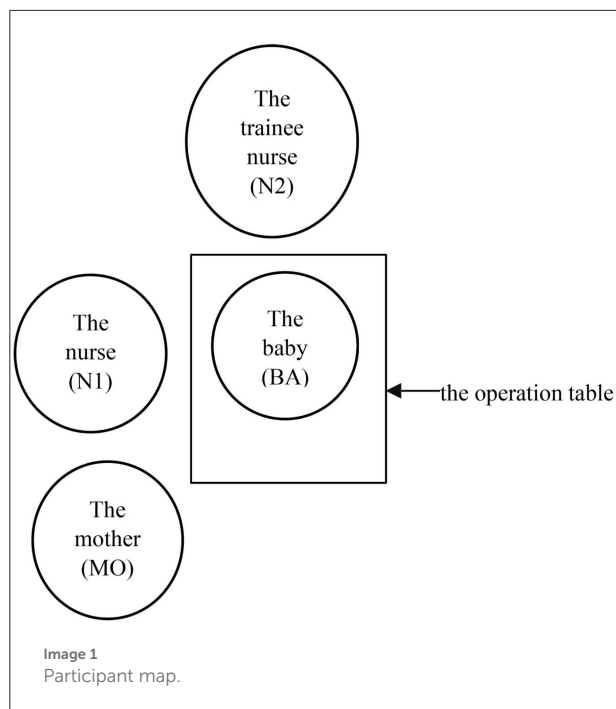 The
trainee
nurse
(N2)
The
nurse
(N1)
The
baby
(BA)
the operation table
The
mother
(MO)
Image 1
Participant map.